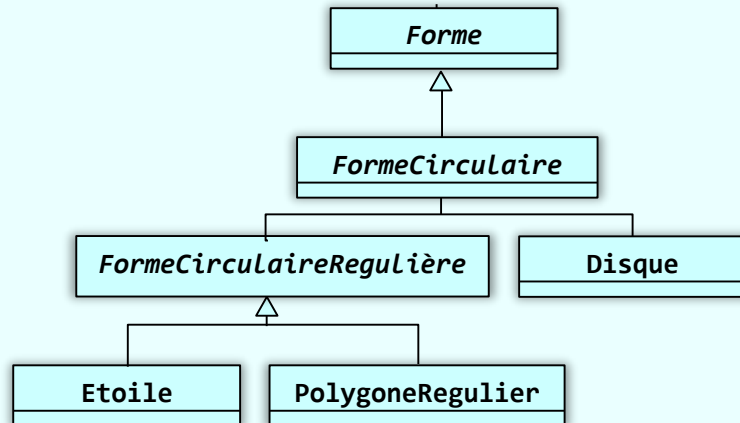 Forme
FormeCirculaire
FormeCirculaireRegulière
Disque
Etoile
PolygoneRegulier